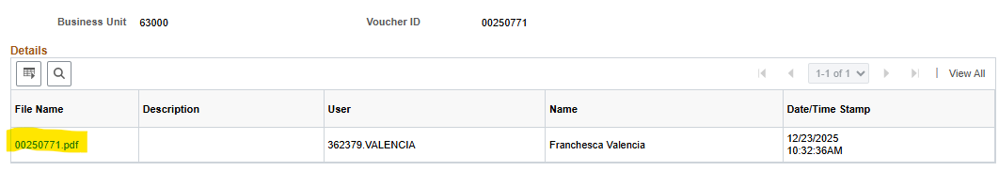 Business Unit 63000 Voucher ID 00250771
Details
1-1 of 1 View All
File Name Description User Name Date/Time Stamp
00250771.pdf 362379.VALENCIA Franchesca Valencia 12/23/2025
10:32:36AM